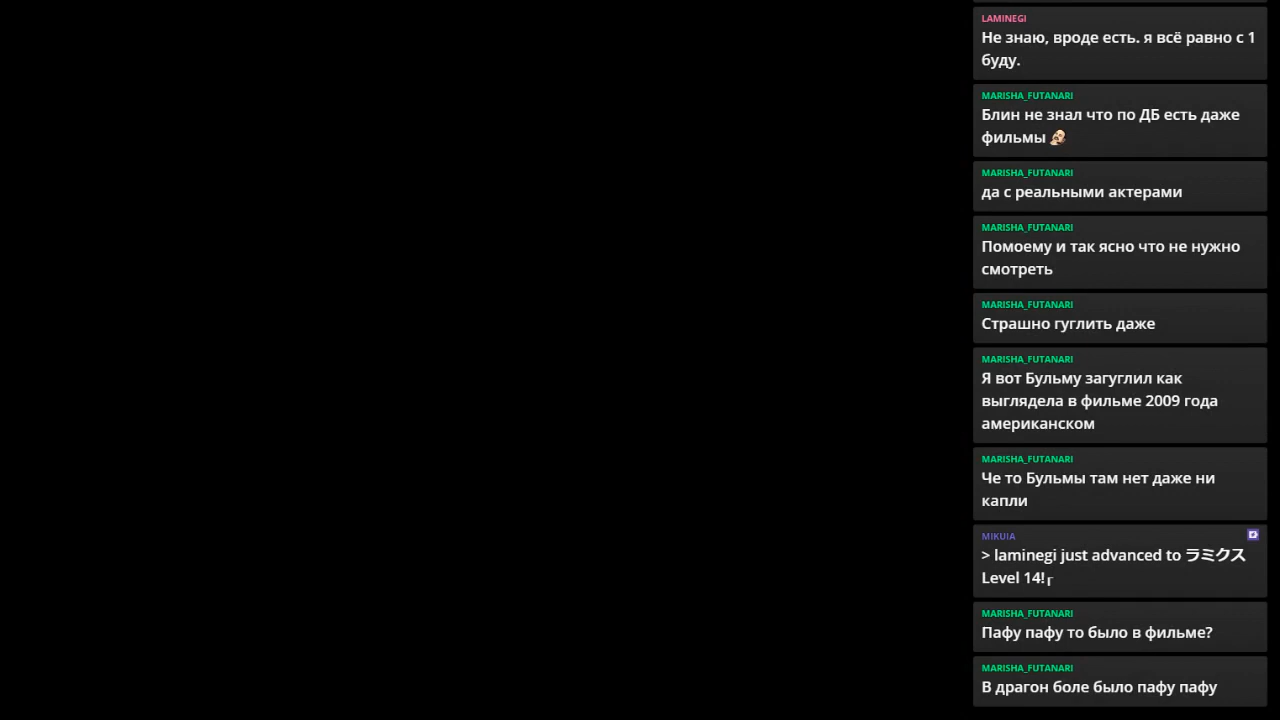 LAMINEGI
Не знаю, вроде есть. я всё равно с 1
буду.
MARISHA_FUTANARI
Блин не знал что по ДБ есть даже
фильмы
MARISHA_FUTANARI
да с реальными актерами
MARISHA_FUTANARI
Помоему и так ясно что не нужно
смотреть
MARISHA_FUTANARI
Страшно гуглить даже
MARISHA_FUTANARI
Я вот Бульму загуглил как
выглядела в фильме 2009 года
американском
MARISHA_FUTANARI
Че то Бульмы там нет даже ни
капли
MIKUIA
> laminegi just advanced to ラミクス
Level 14!
MARISHA_FUTANARI
Пафу пафу то было в фильме?
MARISHA_FUTANARI
В драгон боле было пафу пафу